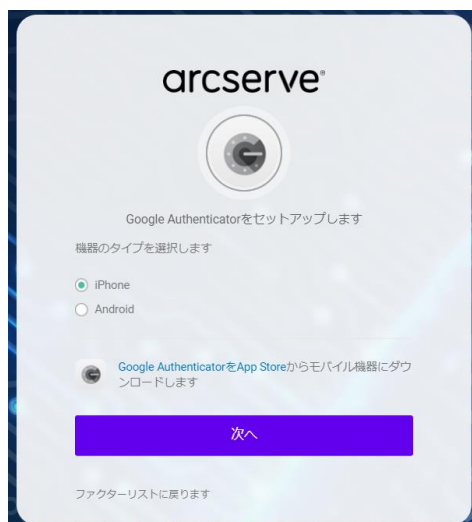 arcserve®
Google Authenticatorをセットアップします
機器のタイプを選択します
iPhone
Android
Google AuthenticatorをApp Storeからモバイル機器にダウ
ンロードします
次へ
ファクターリストに戻ります